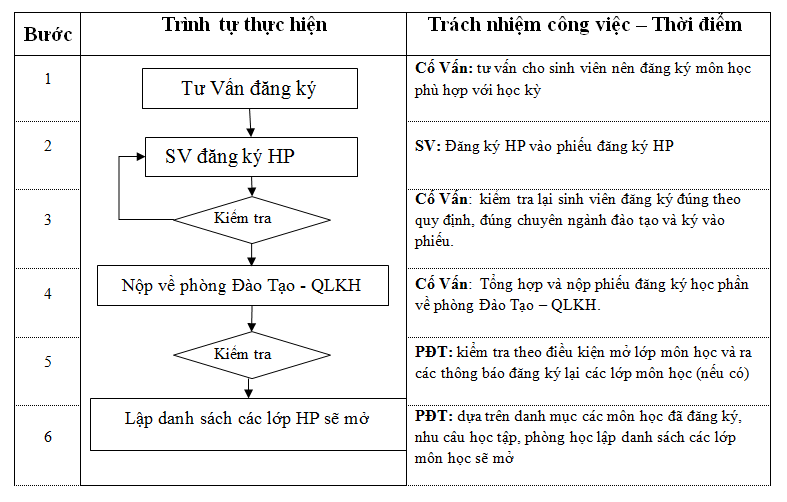 Bước
Trình tự thực hiện
Trách nhiệm công việc – Thời điểm
1
Tư Vấn đăng ký
Cố Vấn: tư vấn cho sinh viên nên đăng ký môn học
phù hợp với học kỳ
2
SV đăng ký HP
SV: Đăng ký HP vào phiếu đăng ký HP
3
Kiểm tra
Cố Vấn: kiểm tra lại sinh viên đăng ký đúng theo
quy định, đúng chuyên ngành đào tạo và ký vào
phiếu.
4
Nộp về phòng Đào Tạo - QLKH
Cố Vấn: Tổng hợp và nộp phiếu đăng ký học phần
về phòng Đào Tạo – QLKH.
5
Kiểm tra
PĐT: kiểm tra theo điều kiện mở lớp môn học và ra
các thông báo đăng ký lại các lớp môn học (nếu có)
6
Lập danh sách các lớp HP sẽ mở
PĐT: dựa trên danh mục các môn học đã đăng ký,
nhu câu học tập, phòng học lập danh sách các lớp
môn học sẽ mở